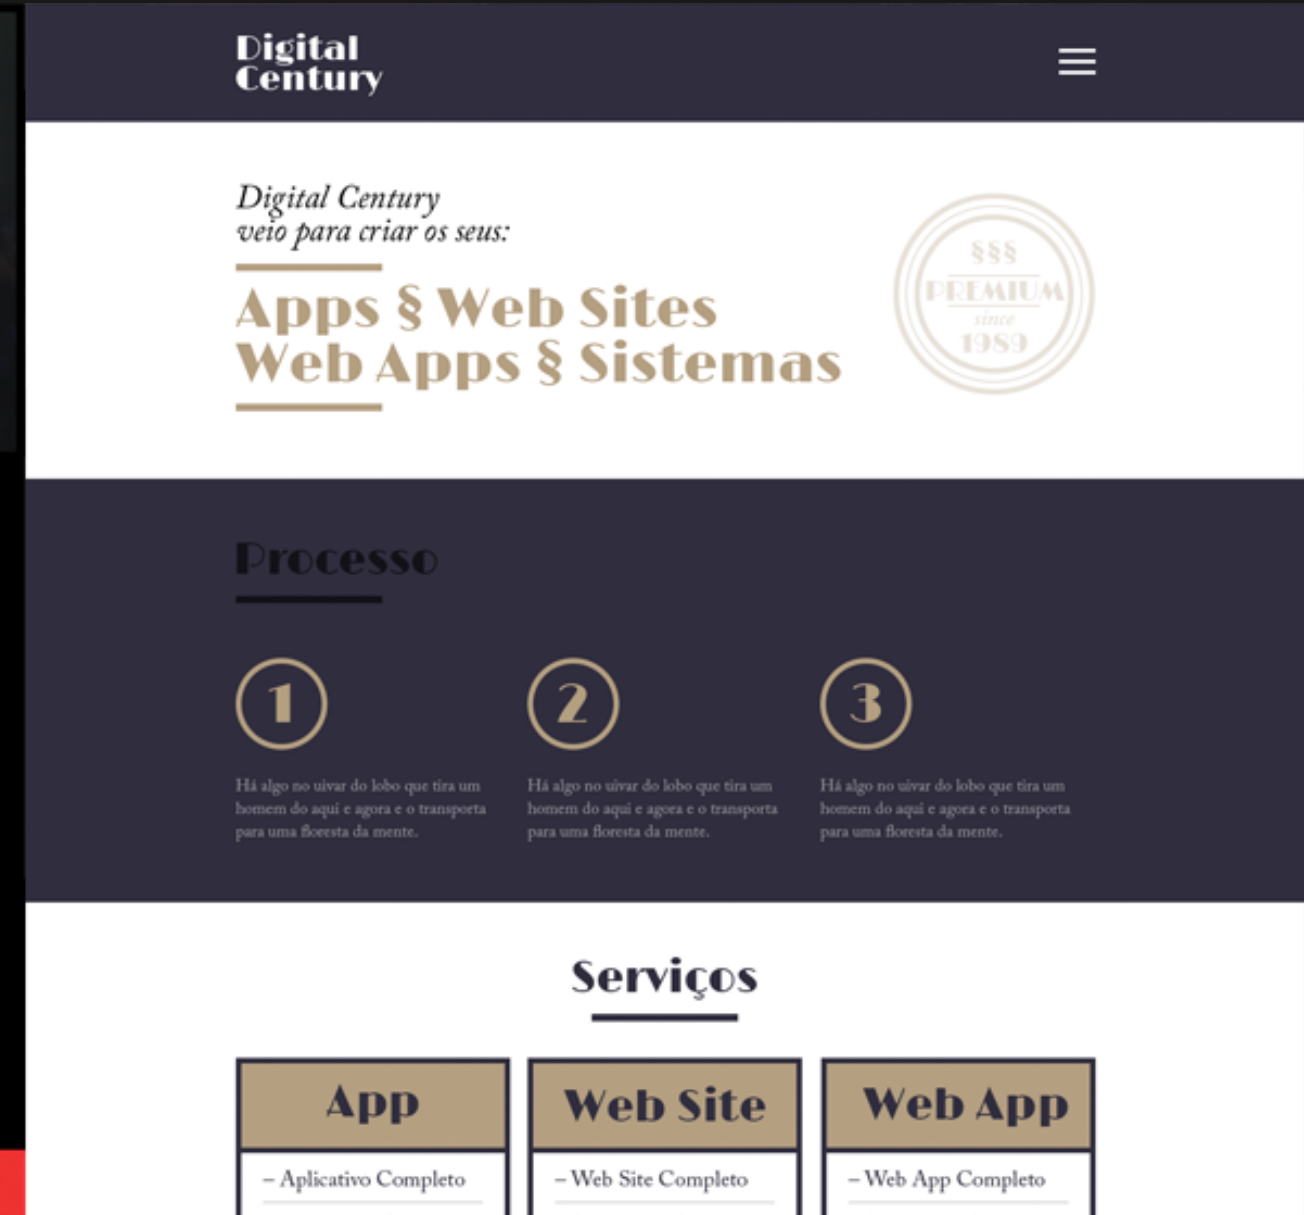 Digital
Century
Digital Century
veio para criar os seus:
Apps § Web Sites
Web Apps § Sistemas
§§§
PREMIUM
since
1989
Processo
1
2
3
Há algo no uivar do lobo que tira um
homem do aqui e agora e o transporta
para uma floresta da mente.
Há algo no uivar do lobo que tira um
homem do aqui e agora e o transporta
para uma floresta da mente.
Há algo no uivar do lobo que tira um
homem do aqui e agora e o transporta
para uma floresta da mente.
Serviços
App
– Aplicativo Completo
Web Site
– Web Site Completo
Web App
– Web App Completo